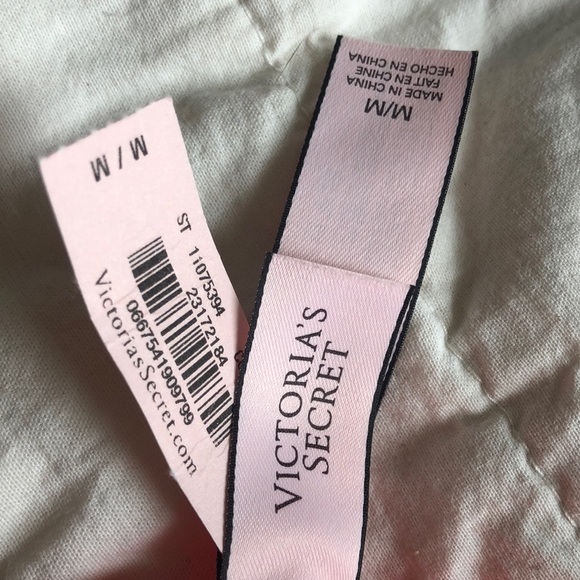 M / M
ST 11075394
23172184
0667541909799
VictoriasSecret.com
M/M
MADE IN CHINA
FAIT EN CHINE
HECHO EN CHINA
VICTORIA'S
SECRET